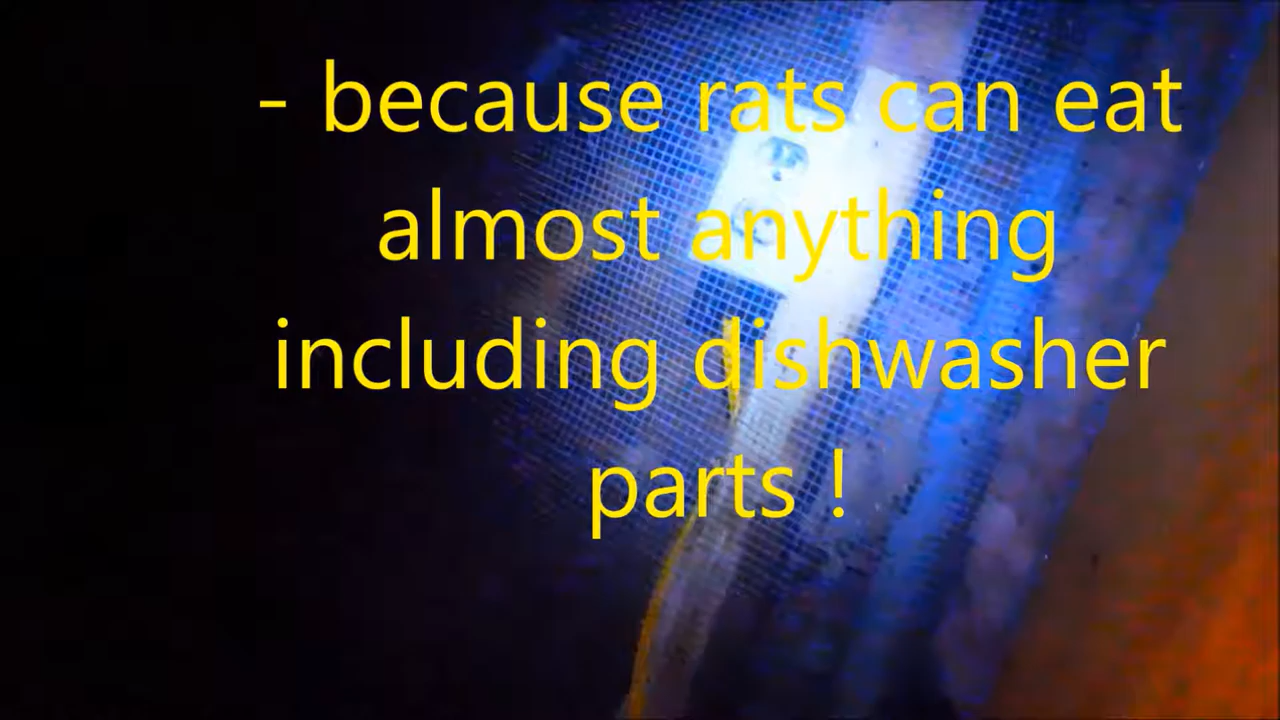 - because rats can eat
almost anything
including dishwasher
parts !